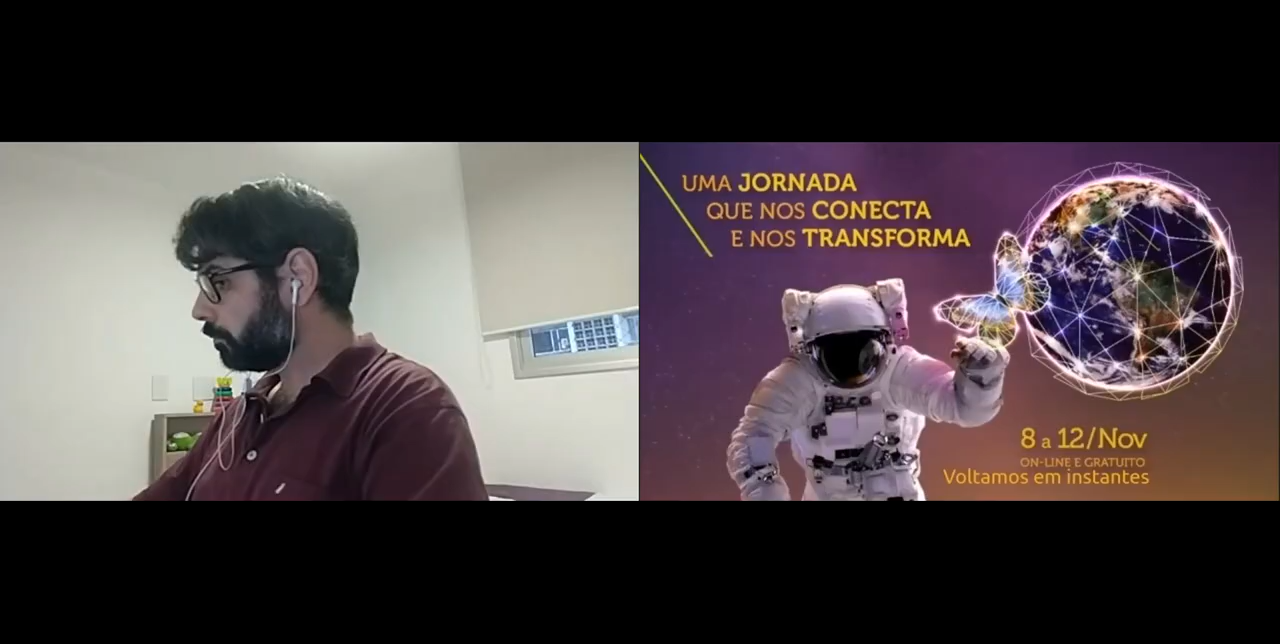 UMA JORNADA
QUE NOS CONECTA
E NOS TRANSFORMA
8 a 12/Nov
ON-LINE E GRATUITO
Voltamos em instantes